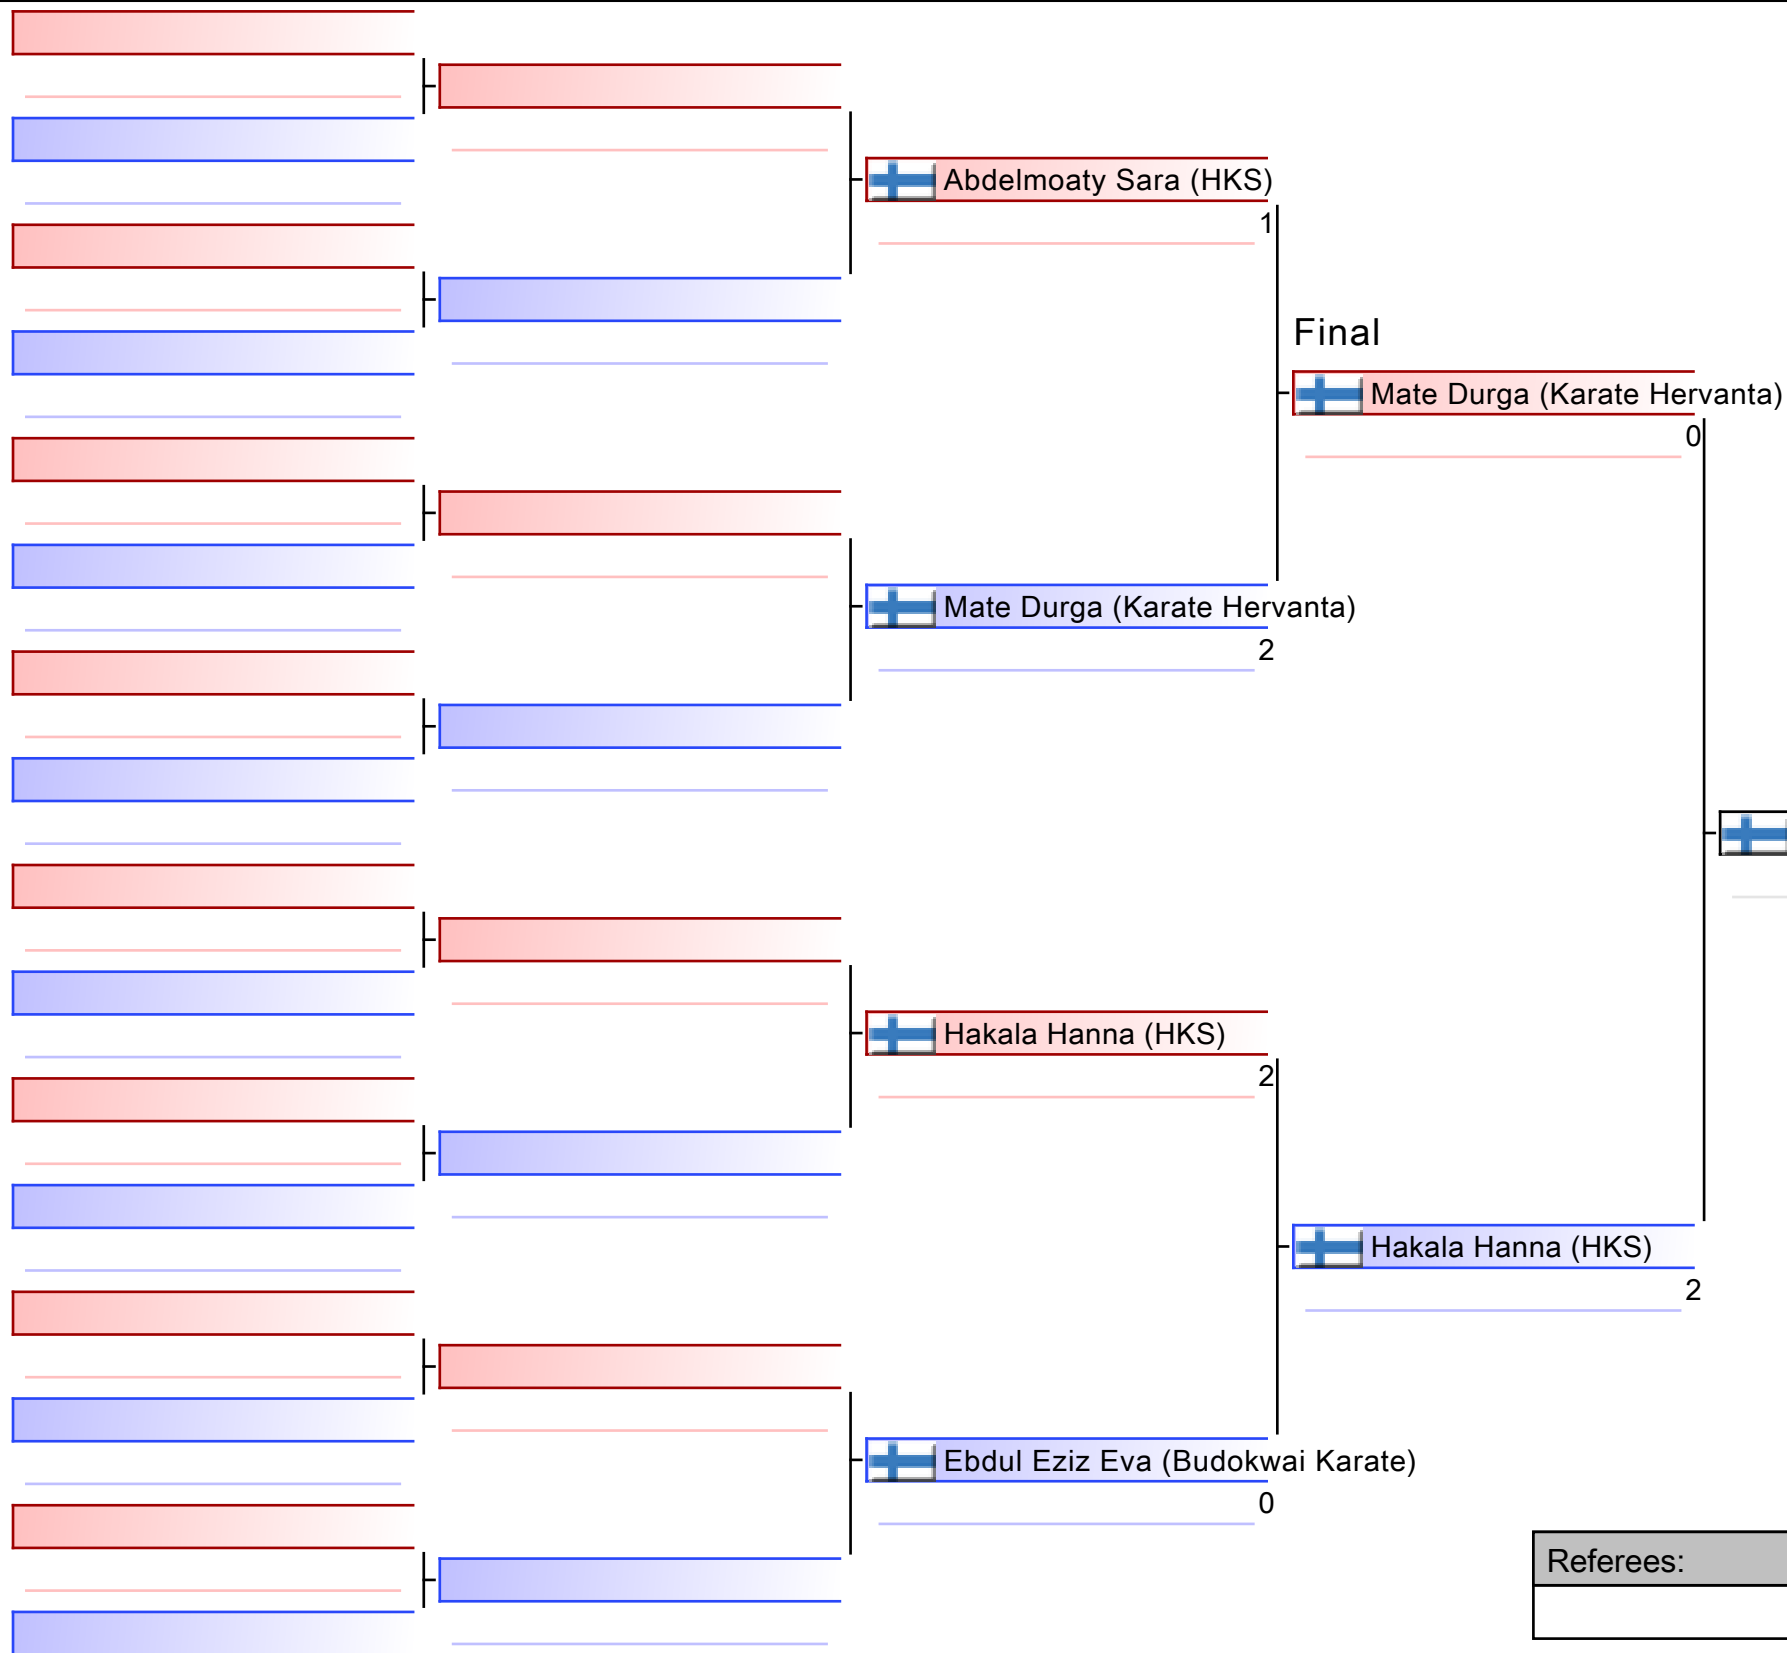 Abdelmoaty Sara (HKS)
1
Final
Mate Durga (Karate Hervanta)
0
Mate Durga (Karate Hervanta)
2
Hakala Hanna (HKS)
2
Hakala Hanna (HKS)
2
Ebdul Eziz Eva (Budokwai Karate)
0
Referees: